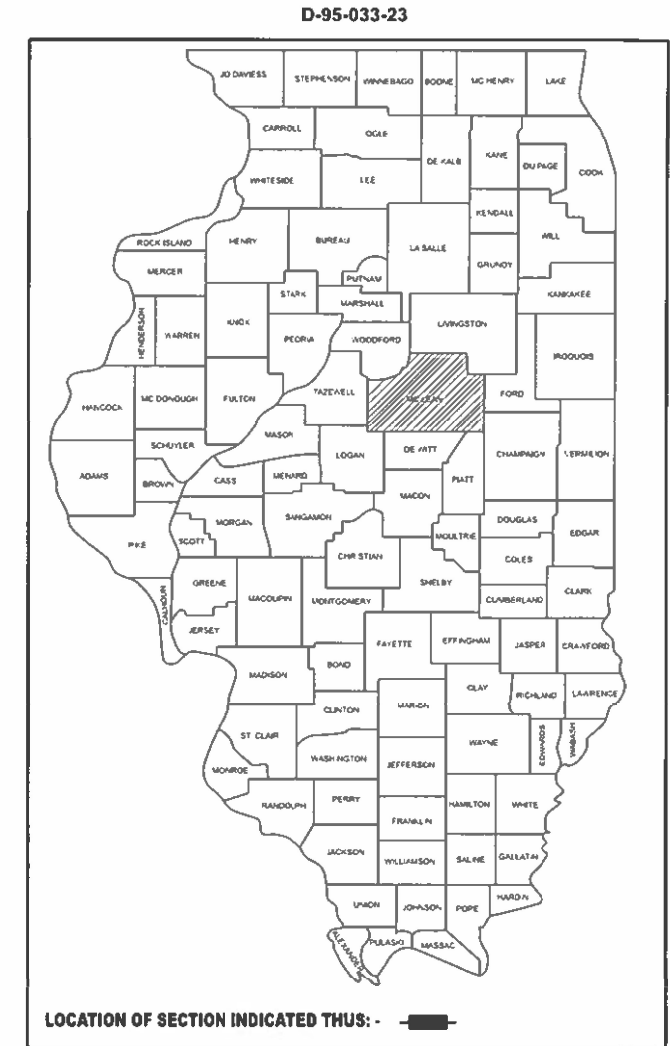 D-95-033-23
JO DAVIESS STEPHENSON WINNEBAGO BOONE MC HENRY LAKE
CARROLL OGLE DE KALB KANE DU PAGE COOK
WHITESIDE LEE
KENDALL WILL
ROCK ISLAND HENRY BUREAU LA SALLE
GRUNDY
MERCER PUTNAM
STARK MARSHALL KANKAKEE
HENDERSON WARREN KNOX PEORIA WOODFORD LIVINGSTON
IROQUOIS
HANCOCK MC DONOUGH FULTON TAZEWELL MC LEAN FORD
MASON
SCHUYLER LOGAN DE WITT CHAMPAIGN VERMILION
ADAMS BROWN CASS MENARD PIATT
MACON
PIKE SCOTT MORGAN SANGAMON MOULTRIE DOUGLAS EDGAR
CHRISTIAN COLES
GREENE MACOUPIN MONTGOMERY SHELBY CUMBERLAND CLARK
CALHOUN
JERSEY FAYETTE EFFINGHAM JASPER CRAWFORD
MADISON BOND
CLAY RICHLAND LAWRENCE
CLINTON MARION
ST CLAIR WAYNE EDWARDS WABASH
WASHINGTON JEFFERSON
MONROE
RANDOLPH PERRY HAMILTON WHITE
FRANKLIN
JACKSON WILLIAMSON SALINE GALLATIN
UNION JOHNSON POPE HARDIN
ALEXANDER PULASKI MASSAC
LOCATION OF SECTION INDICATED THUS: -